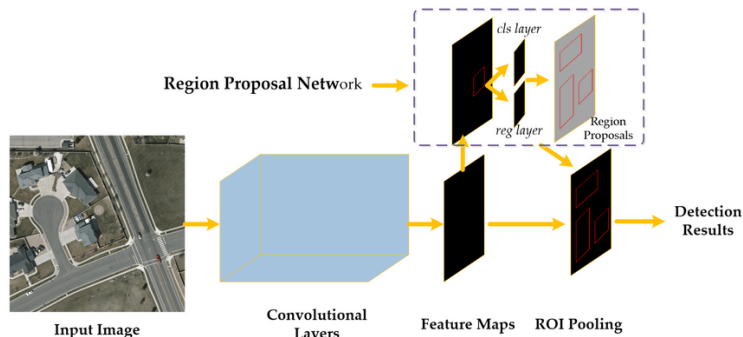 cls layer
Region Proposal Network
reg layer
Region
Proposals
Detection
Results
Convolutional
Layers
Input Image
Feature Maps
ROI Pooling